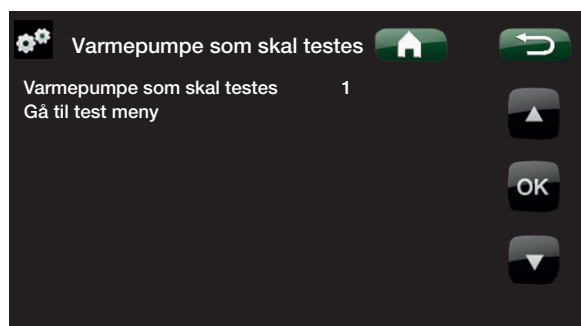 Varmepumpe som skal testes
Varmepumpe som skal testes 1
Gå til test meny
OK